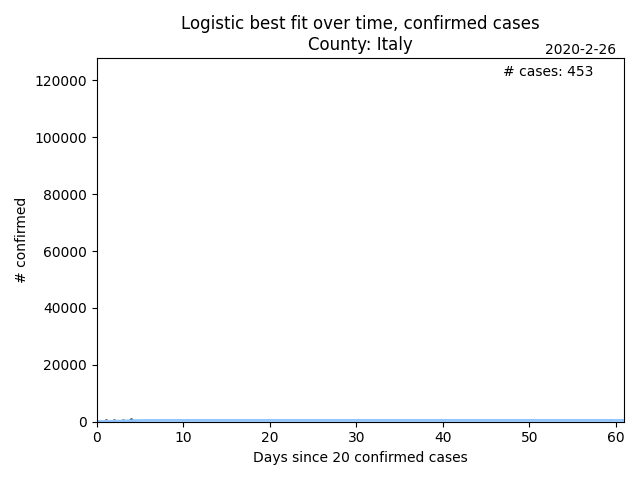 Logistic best fit over time, confirmed cases
County: Italy
2020-2-26
# cases: 453
120000
100000
80000
60000
40000
20000
0
# confirmed
0 10 20 30 40 50 60
Days since 20 confirmed cases